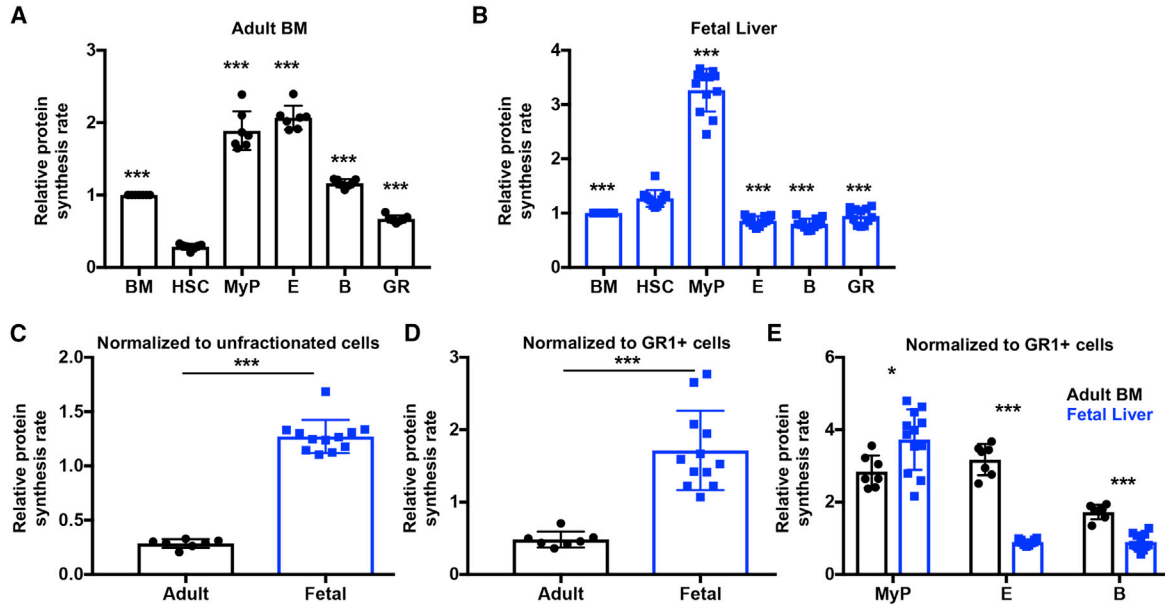 A
Adult BM
Relative protein
synthesis rate
3
2
1
0
***
***
***
***
***
BM HSC MyP E B GR
B
Fetal Liver
Relative protein
synthesis rate
4
3
2
1
0
***
***
***
***
***
BM HSC MyP E B GR
C
Normalized to unfractionated cells
Relative protein
synthesis rate
2.0
1.5
1.0
0.5
0.0
***
Adult Fetal
D
Normalized to GR1+ cells
Relative protein
synthesis rate
3
2
1
0
***
Adult Fetal
E
Normalized to GR1+ cells
Relative protein
synthesis rate
6
4
2
0
*
***
***
Adult BM
Fetal Liver
MyP E B